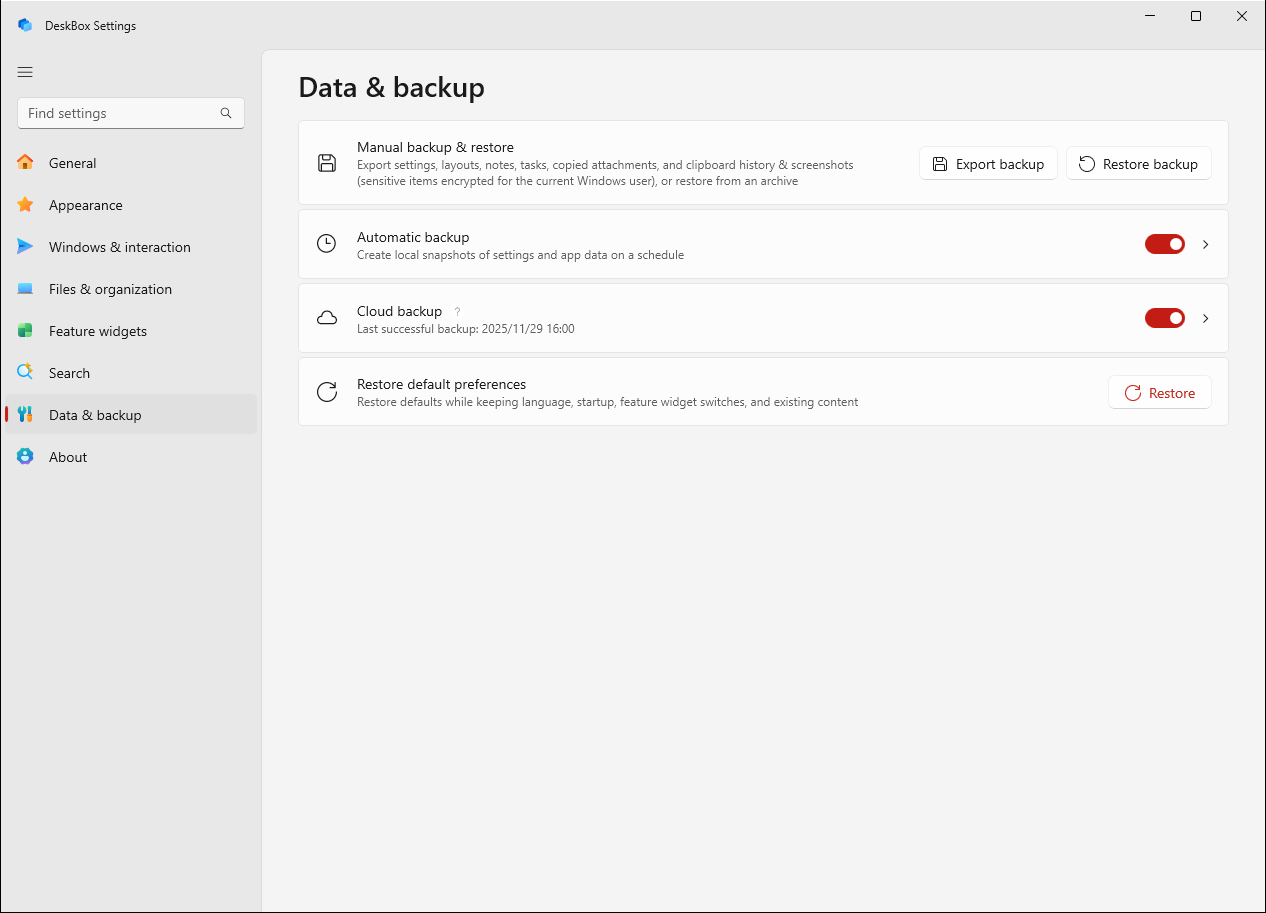 DeskBox Settings
Find settings
General
Appearance
Windows & interaction
Files & organization
Feature widgets
Search
Data & backup
About
Data & backup
Manual backup & restore
Export settings, layouts, notes, tasks, copied attachments, and clipboard history & screenshots
(sensitive items encrypted for the current Windows user), or restore from an archive
Export backup
Restore backup
Automatic backup
Create local snapshots of settings and app data on a schedule
Cloud backup ?
Last successful backup: 2025/11/29 16:00
Restore default preferences
Restore defaults while keeping language, startup, feature widget switches, and existing content
Restore